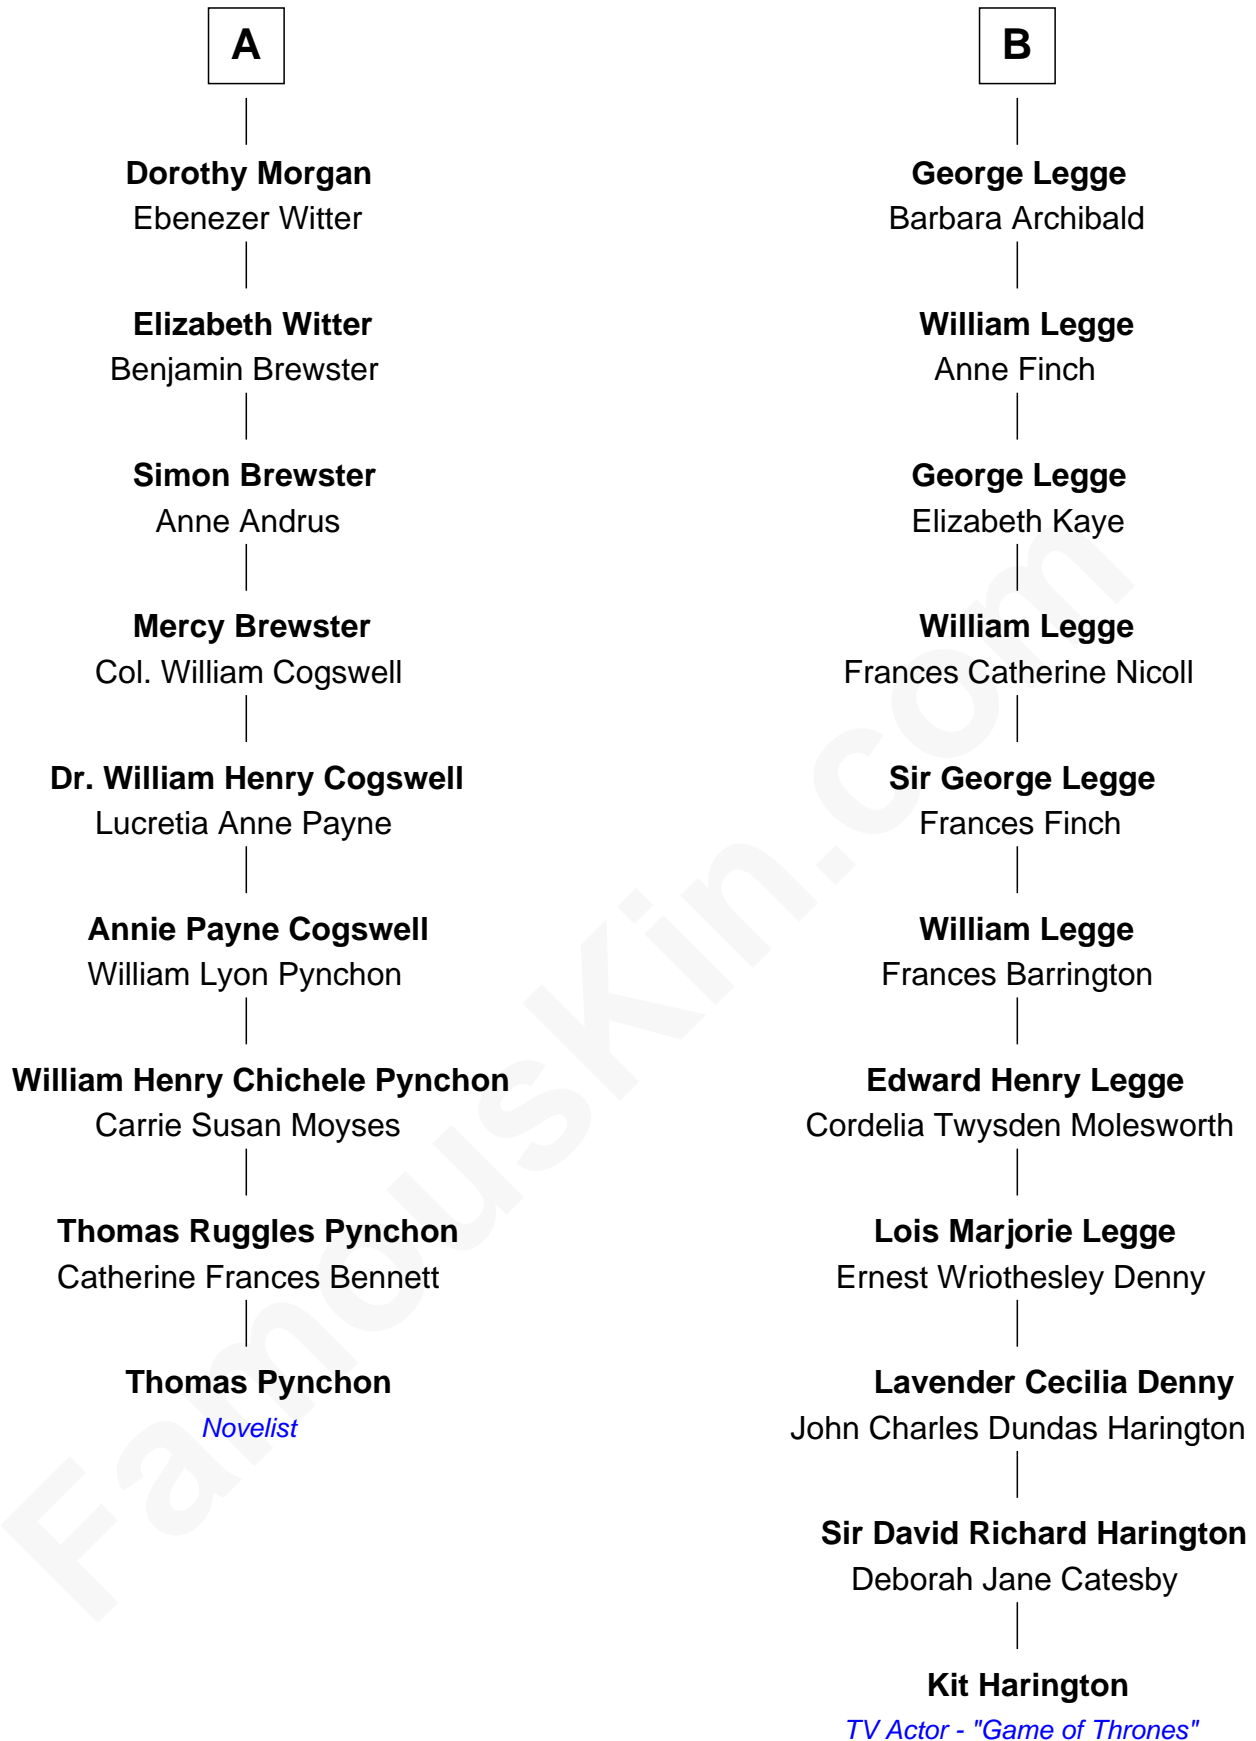 A
Dorothy Morgan
Ebenezer Witter
Elizabeth Witter
Benjamin Brewster
Simon Brewster
Anne Andrus
Mercy Brewster
Col. William Cogswell
Dr. William Henry Cogswell
Lucretia Anne Payne
Annie Payne Cogswell
William Lyon Pynchon
William Henry Chichele Pynchon
Carrie Susan Moyses
Thomas Ruggles Pynchon
Catherine Frances Bennett
Thomas Pynchon
Novelist
B
George Legge
Barbara Archibald
William Legge
Anne Finch
George Legge
Elizabeth Kaye
William Legge
Frances Catherine Nicoll
Sir George Legge
Frances Finch
William Legge
Frances Barrington
Edward Henry Legge
Cordelia Twysden Molesworth
Lois Marjorie Legge
Ernest Wriothesley Denny
Lavender Cecilia Denny
John Charles Dundas Harington
Sir David Richard Harington
Deborah Jane Catesby
Kit Harington
TV Actor - "Game of Thrones"
FamousKin.com